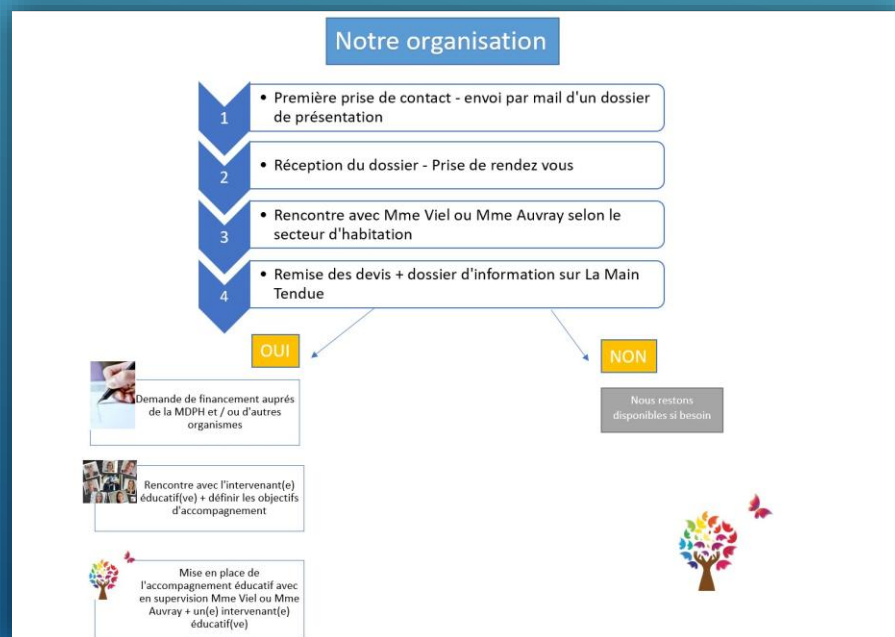 Notre organisation
1
• Première prise de contact - envoi par mail d'un dossier
de présentation
2
• Réception du dossier - Prise de rendez vous
3
• Rencontre avec Mme Viel ou Mme Auvray selon le
secteur d'habitation
4
• Remise des devis + dossier d'information sur La Main
Tendue
OUI
Demande de financement auprés
de la MDPH et / ou d'autres
organismes
Rencontre avec l'intervenant(e)
éducatif(ve) + définir les objectifs
d'accompagnement
Mise en place de
l'accompagnement éducatif avec
en supervision Mme Viel ou Mme
Auvray + un(e) intervenant(e)
éducatif(ve)
NON
Nous restons
disponibles si besoin